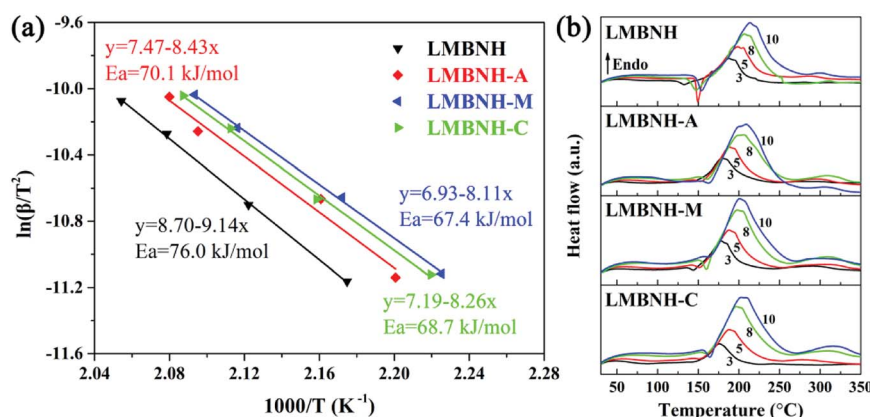 (a)
ln(β/T²)
-9.6
-10.0
-10.4
-10.8
-11.2
-11.6
2.04
2.08
2.12
2.16
2.20
2.24
2.28
1000/T (K⁻¹)
y=7.47-8.43x
Ea=70.1 kJ/mol
LMBNH
LMBNH-A
LMBNH-M
LMBNH-C
y=8.70-9.14x
Ea=76.0 kJ/mol
6.93-8.11x
Ea=67.4 kJ/mol
y=7.19-8.26x
Ea=68.7 kJ/mol
(b)
Heat flow (a.u.)
LMBNH
Endo
10
8
5
3
LMBNH-A
10
8
5
3
LMBNH-M
10
8
5
3
LMBNH-C
10
8
5
3
50
100
150
200
250
300
350
Temperature (°C)